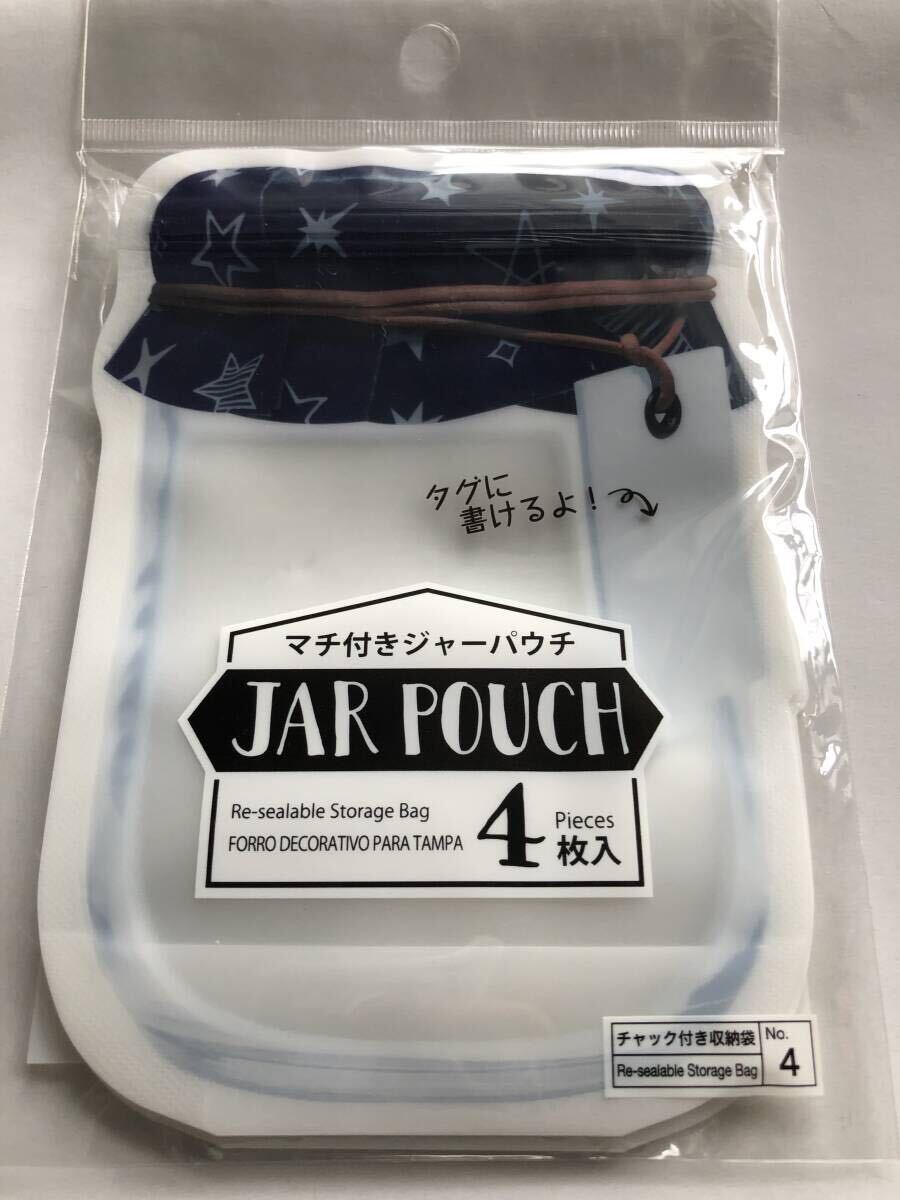 タグに
書けるよ！
マチ付きジャーパウチ
JAR POUCH
Re-sealable Storage Bag
FORRO DECORATIVO PARA TAMPA
4 Pieces
枚入
チャック付き収納袋 No.
Re-sealable Storage Bag 4